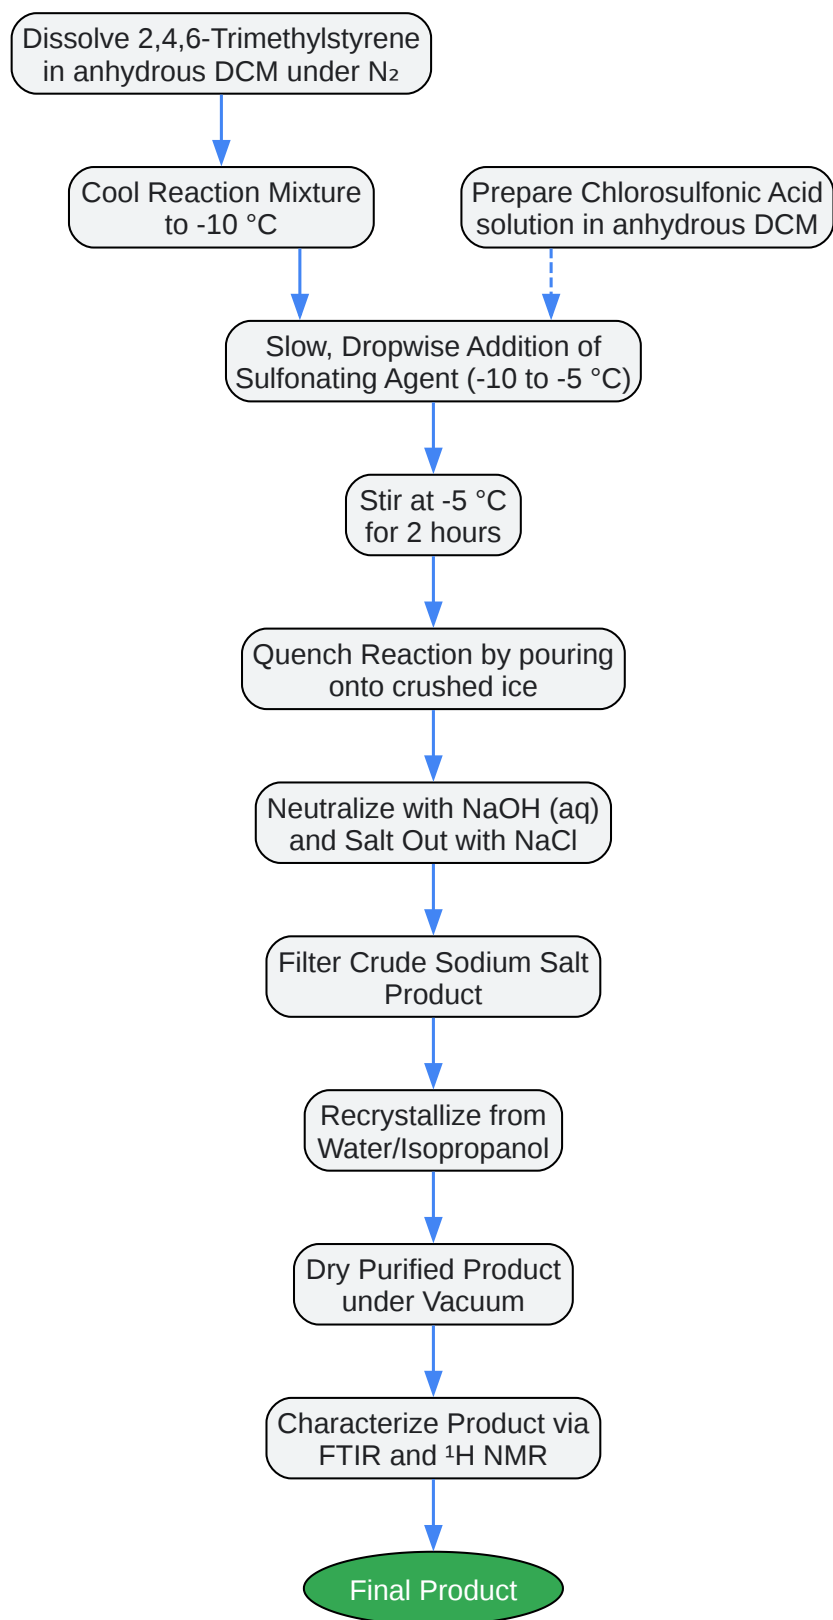 Dissolve 2,4,6-Trimethylstyrene
in anhydrous DCM under N₂
Cool Reaction Mixture
to -10 °C
Prepare Chlorosulfonic Acid
solution in anhydrous DCM
Slow, Dropwise Addition of
Sulfonating Agent (-10 to -5 °C)
Stir at -5 °C
for 2 hours
Quench Reaction by pouring
onto crushed ice
Neutralize with NaOH (aq)
and Salt Out with NaCl
Filter Crude Sodium Salt
Product
Recrystallize from
Water/Isopropanol
Dry Purified Product
under Vacuum
Characterize Product via
FTIR and ¹H NMR
Final Product